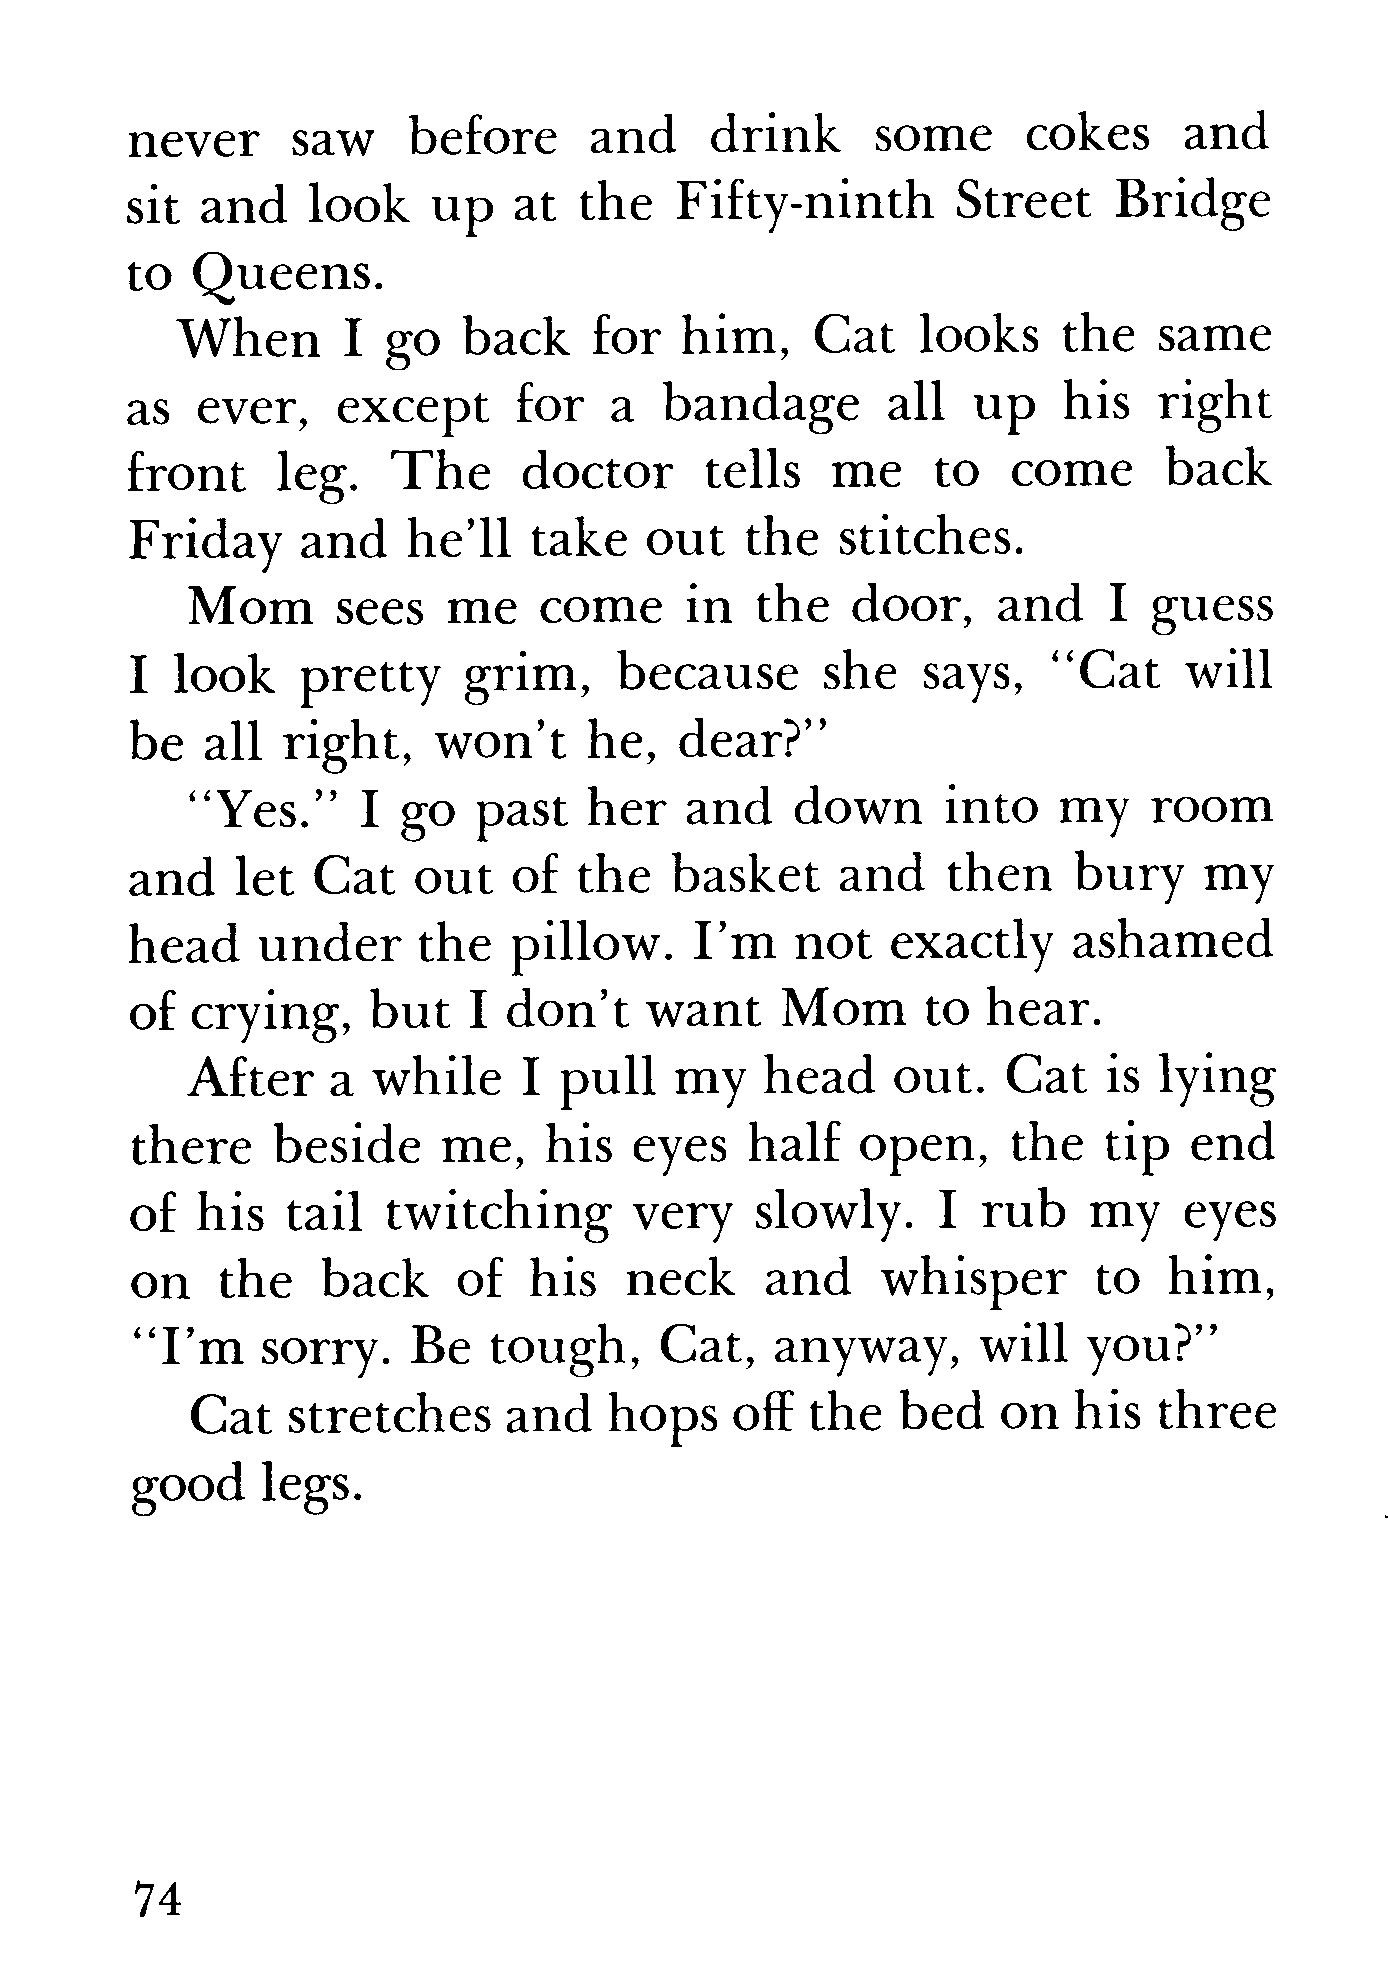 never saw before and drink some cokes and
sit and look up at the Fifty-ninth Street Bridge
to Queens.
When I go back for him, Cat looks the same
as ever, except for a bandage all up his right
front leg. The doctor tells me to come back
Friday and he’ll take out the stitches.
Mom sees me come in the door, and I guess
I look pretty grim, because she says, “Cat will
be all right, won’t he, dear?”
“Yes.” I go past her and down into my room
and let Cat out of the basket and then bury my
head under the pillow. I’m not exactly ashamed
of crying, but I don’t want Mom to hear.
After a while I pull my head out. Cat is lying
there beside me, his eyes half open, the tip end
of his tail twitching very slowly. I rub my eyes
on the back of his neck and whisper to him,
“I’m sorry. Be tough, Cat, anyway, will you?”
Cat stretches and hops off the bed on his three
good legs.
74